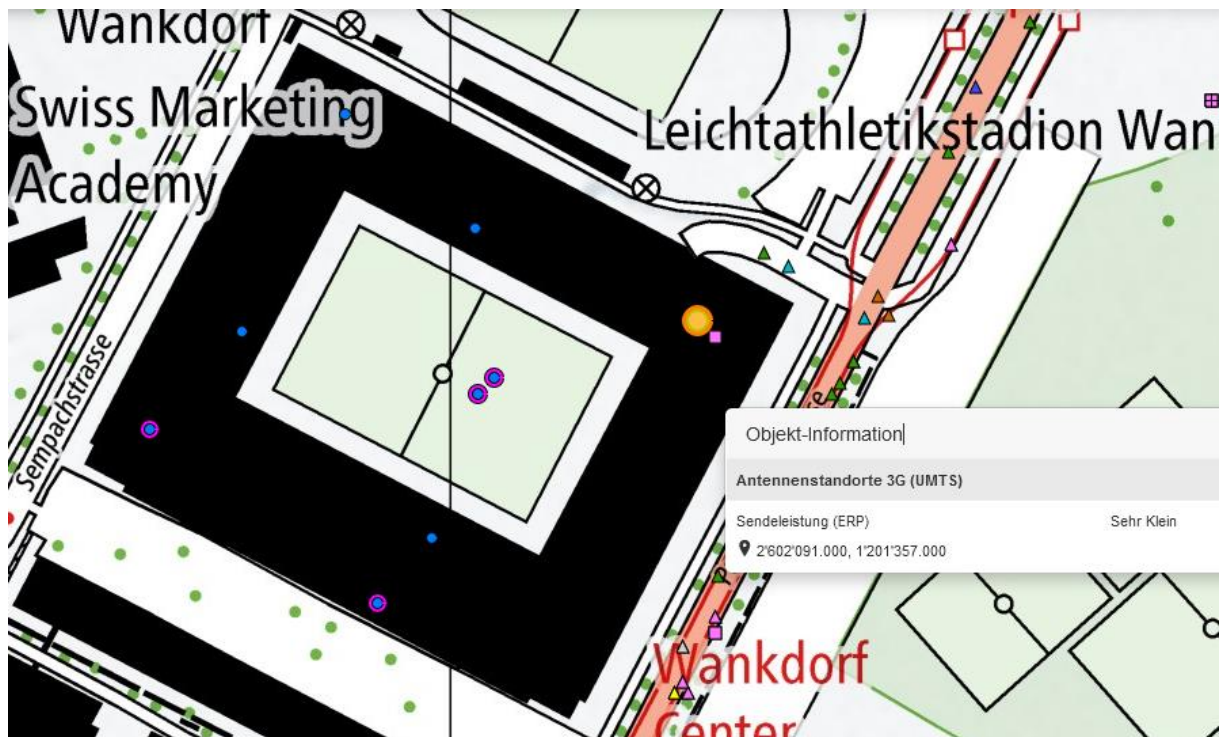 Wankdorf
Swiss Marketing
Academy
Leichtathletikstadion Wan
Sempachstrasse
Objekt-Information
Antennenstandorte 3G (UMTS)
Sendeleistung (ERP) Sehr Klein
2'602'091.000, 1'201'357.000
Wankdorf
Center